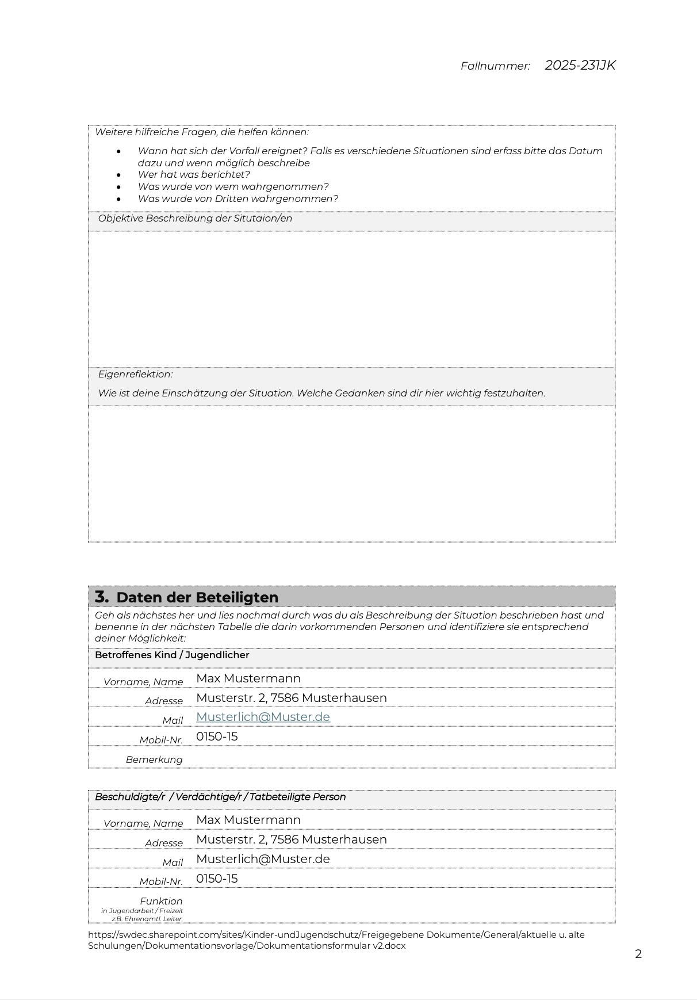 Fallnummer: 2025-231JK
Weitere hilfreiche Fragen, die helfen können:
• Wann hat sich der Vorfall ereignet? Falls es verschiedene Situationen sind erfass bitte das Datum
dazu und wenn möglich beschreibe
• Wer hat was berichtet?
• Was wurde von wem wahrgenommen?
• Was wurde von Dritten wahrgenommen?
Objektive Beschreibung der Situtaion/en
Eigenreflektion:
Wie ist deine Einschätzung der Situation. Welche Gedanken sind dir hier wichtig festzuhalten.
3. Daten der Beteiligten
Geh als nächstes her und lies nochmal durch was du als Beschreibung der Situation beschrieben hast und
benenne in der nächsten Tabelle die darin vorkommenden Personen und identifiziere sie entsprechend
deiner Möglichkeit:
Betroffenes Kind / Jugendlicher
Vorname, Name Max Mustermann
Adresse Musterstr. 2, 7586 Musterhausen
Mail Musterlich@Muster.de
Mobil-Nr. 0150-15
Bemerkung
Beschuldigte/r / Verdächtige/r / Tatbeteiligte Person
Vorname, Name Max Mustermann
Adresse Musterstr. 2, 7586 Musterhausen
Mail Musterlich@Muster.de
Mobil-Nr. 0150-15
Funktion
in Jugendarbeit / Freizeit
z.B. Ehrenamtl. Leiter,
https://swdec.sharepoint.com/sites/Kinder-undJugendschutz/Freigegebene Dokumente/General/aktuelle u. alte
Schulungen/Dokumentationsvorlage/Dokumentationsformular v2.docx
2